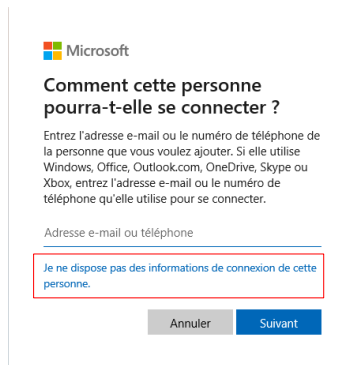 Microsoft
Comment cette personne
pourra-t-elle se connecter ?
Entrez l'adresse e-mail ou le numéro de téléphone de
la personne que vous voulez ajouter. Si elle utilise
Windows, Office, Outlook.com, OneDrive, Skype ou
Xbox, entrez l'adresse e-mail ou le numéro de
téléphone qu'elle utilise pour se connecter.
Adresse e-mail ou téléphone
Je ne dispose pas des informations de connexion de cette
personne.
Annuler Suivant